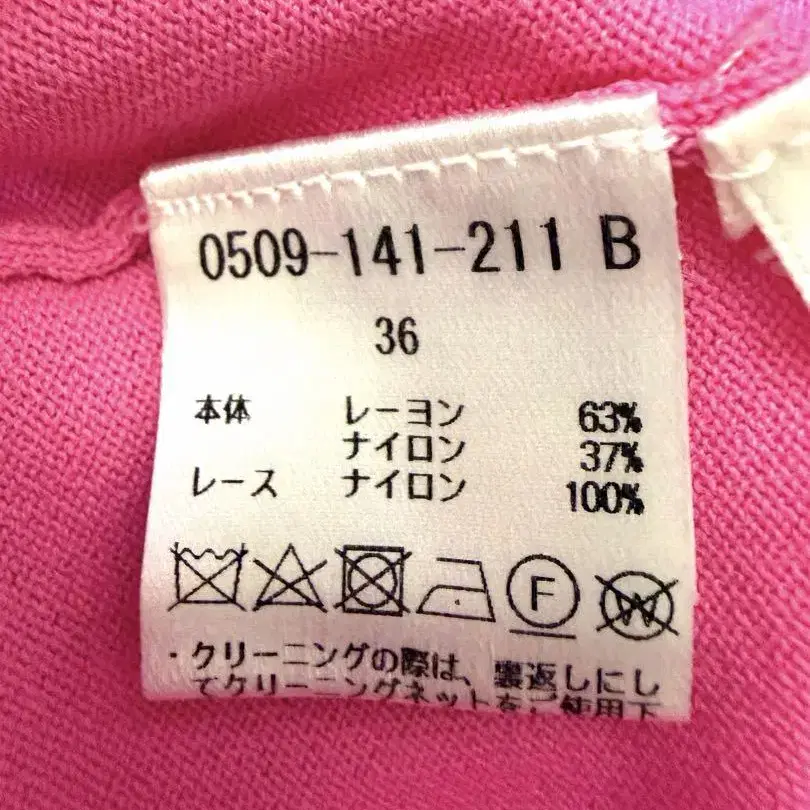 0509-141-211 B
36
本体 レーヨン 63%
ナイロン 37%
レース ナイロン 100%
F W
・クリーニングの際は、裏返しにし
てクリーニングネットをご使用下